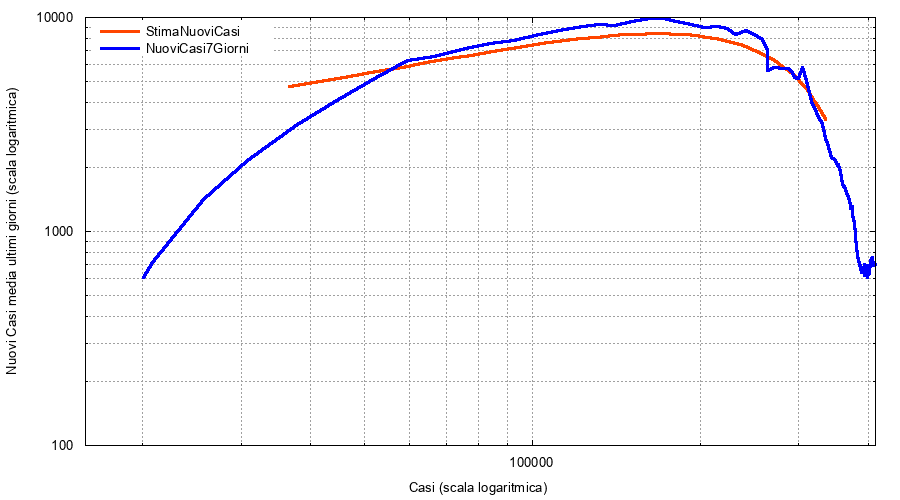 10000
StimaNuoviCasi
NuoviCasi7Giorni
Nuovi Casi media ultimi giorni (scala logaritmica)
1000
100
100000
Casi (scala logaritmica)